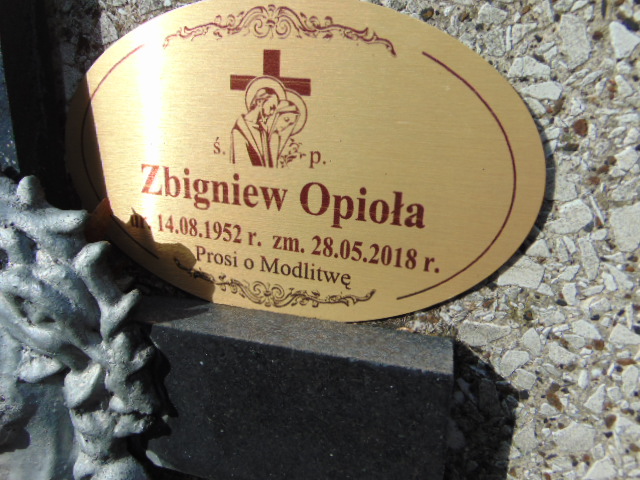 ś. p.
Zbigniew Opioła
ur. 14.08.1952 r. zm. 28.05.2018 r.
Prosi o Modlitwę